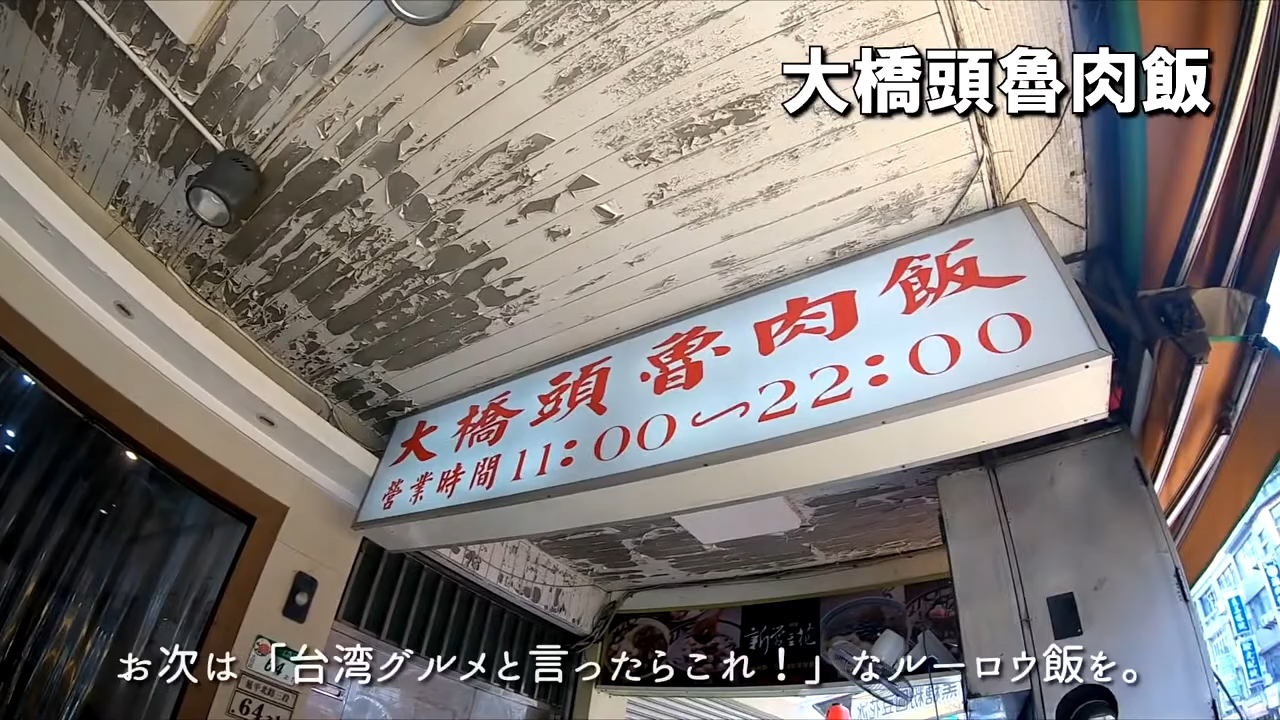 大橋頭魯肉飯
大橋頭魯肉飯
營業時間11:00~22:00
お次は「台湾グルメと言ったらこれ！」なルーロウ飯を。
64